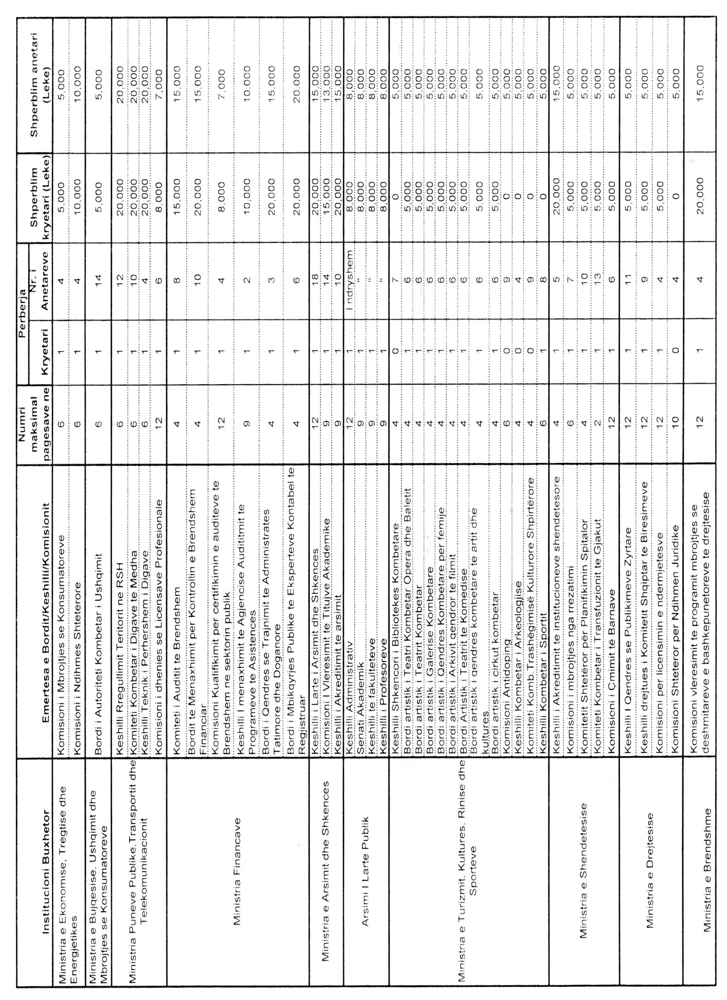 Institucioni Buxhetor | Emertesa e Bordit/Keshilli/Komisionit | Numri maksimal pagesave ne | Perberja | Shperblim kryetari (Leke) | Shperblim anetari (Leke)
Kryetari | Nr. i Anetareve
Ministria e Ekonomise, Tregtise dhe Energjetikes
Komisioni i Mbrojtjes se Konsumatoreve | 6 | 1 | 4 | 5,000 | 5,000
Komisioni i Ndihmes Shteterore | 6 | 1 | 4 | 10,000 | 10,000
Ministria e Bujqesise, Ushqimit dhe Mbrojtjes se Konsumatoreve
Bordi i Autoriteti Kombetar i Ushqimit | 6 | 1 | 14 | 5,000 | 5,000
Ministria Puneve Publike,Transportit dhe Telekomunikacionit
Keshilli Rregullimit Teritorit ne RSH | 6 | 1 | 12 | 20,000 | 20,000
Komiteti Kombetar i Digave te Medha | 6 | 1 | 10 | 20,000 | 20,000
Keshilli Teknik i Perhershem i Digave | 6 | 1 | 4 | 20,000 | 20,000
Komisioni i dhenies se Licensave Profesionale | 12 | 1 | 6 | 8,000 | 7,000
Ministria Financave
Komiteti i Auditit te Brendshem | 4 | 1 | 8 | 15,000 | 15,000
Bordit te Menaxhimit per Kontrollin e Brendshem Financiar | 4 | 1 | 10 | 20,000 | 15,000
Komisioni Kualifikimit per certifikimin e auditeve te Brendshem ne sektorin publik | 12 | 1 | 4 | 8.000 | 7,000
Keshilli I menaxhimit te Agjencise Audititmit te Programeve te Asistences | 9 | 1 | 2 | 10,000 | 10,000
Bordi i Qendres se Trajnimit te Administrates Tatimore dhe Doganore | 4 | 1 | 3 | 20,000 | 15,000
Bordi i Mbikqyrjes Publike te Eksperteve Kontabel te Regjistruar | 4 | 1 | 6 | 20,000 | 20,000
Ministria e Arsimit dhe Shkences
Keshilli i Larte i Arsimit dhe Shkences | 12 | 1 | 18 | 20,000 | 15,000
Komisioni I Vleresimit te Titujve Akademike | 9 | 1 | 14 | 15,000 | 13,000
Keshilli i Akreditimit te arsimit | 9 | 1 | 10 | 20,000 | 15,000
Arsimi I Larte Publik
Keshilli Administrativ | 12 | 1 | I ndryshem | 8,000 | 8,000
Senati Akademik | 9 | 1 | " | 8,000 | 8,000
Keshilli te fakulteteve | 9 | 1 | " | 8,000 | 8,000
Keshilli i Profesoreve | 9 | 1 | " | 8,000 | 8,000
Ministria e Turizmit, Kultures, Rinise dhe Sporteve
Keshilli Shkencori i Bibliotekes Kombetare | 4 | 0 | 7 | 0 | 5,000
Bordi artistik i Teatri Kombetar Opera dhe Baletit | 4 | 1 | 6 | 5,000 | 5,000
Bordi artistik i Teatrit Kombetar | 4 | 1 | 6 | 5,000 | 5,000
Bordi artistik i Galerise Kombetare | 4 | 1 | 6 | 5,000 | 5,000
Bordi artistik i Qendres Kombetare per femije | 4 | 1 | 6 | 5,000 | 5,000
Bordi artistik i Arkivit qendror te filmit | 4 | 1 | 6 | 5,000 | 5,000
Bordi Artistik i Teatrit te Komedise | 4 | 1 | 6 | 5,000 | 5,000
Bordi artistik i qendres kombetare te artit dhe kultures | 4 | 1 | 6 | 5,000 | 5,000
Bordi artistik i cirkut kombetar | 4 | 1 | 6 | 5,000 | 5,000
Komisioni Antidoping | 6 | 0 | 9 | 0 | 5,000
Keshilli Kombetar i Arkeologjise | 4 | 0 | 4 | 0 | 5,000
Komiteti Komb. Trashëgimisë Kulturore Shpirtërore | 4 | 0 | 9 | 0 | 5,000
Keshilli Kombetar i Sportit | 6 | 1 | 8 | 0 | 5,000
Ministria e Shendetesise
Keshilli i Akreditimit te institucioneve shendetesore | 4 | 1 | 5 | 20,000 | 15,000
Komisioni i mbrojtjes nga rrezatimi | 6 | 1 | 7 | 5,000 | 5,000
Komitetit Shtetëror për Planifikimin Spitalor | 4 | 1 | 10 | 5,000 | 5,000
Komiteti Kombetar i Transfuzionit te Gjakut | 2 | 1 | 13 | 5,000 | 5,000
Komisioni i Çmimit të Barnave | 12 | 1 | 6 | 5,000 | 5,000
Ministria e Drejtesise
Keshilli I Qendres se Publikimeve Zyrtare | 12 | 1 | 11 | 5,000 | 5,000
Keshilli drejtues i Komitetit Shqiptar te Biresimeve | 12 | 1 | 9 | 5,000 | 5,000
Komisioni per licensimin e ndermjetesve | 12 | 1 | 4 | 5,000 | 5,000
Komisioni Shteteror per Ndihmen Juridike | 10 | 0 | 4 | 0 | 5,000
Ministria e Brendshme
Komisioni vleresimit te programit mbrojtjes se deshmitareve e bashkepunetoreve te drejtesise | 12 | 1 | 4 | 20,000 | 15,000